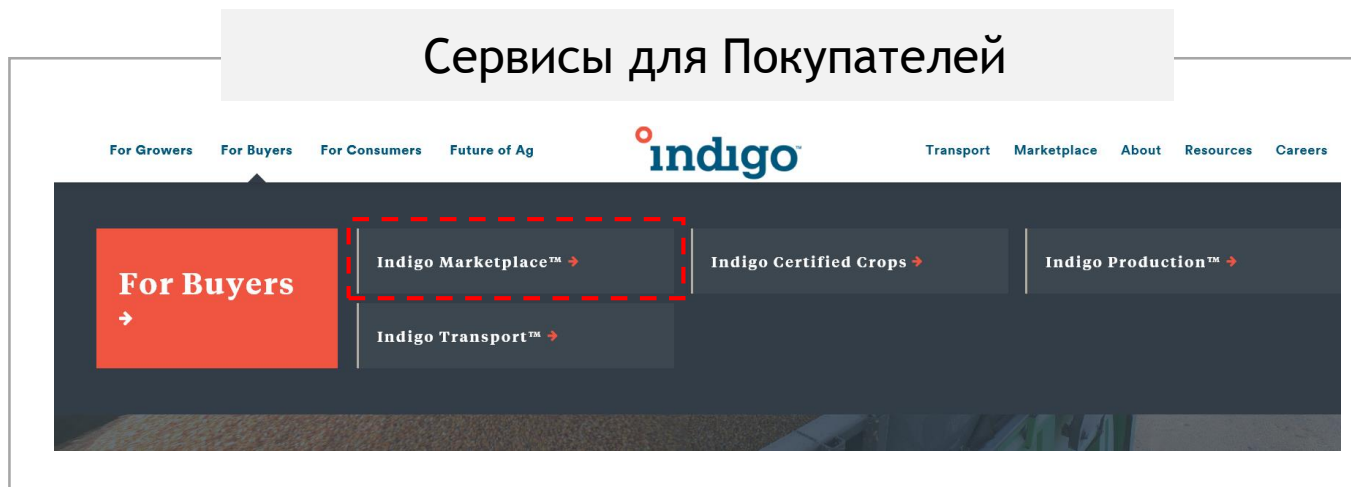 Сервисы для Покупателей
For Growers For Buyers For Consumers Future of Ag indigo™ Transport Marketplace About Resources Careers
For Buyers →
Indigo Marketplace™ → Indigo Certified Crops → Indigo Production™ →
Indigo Transport™ →